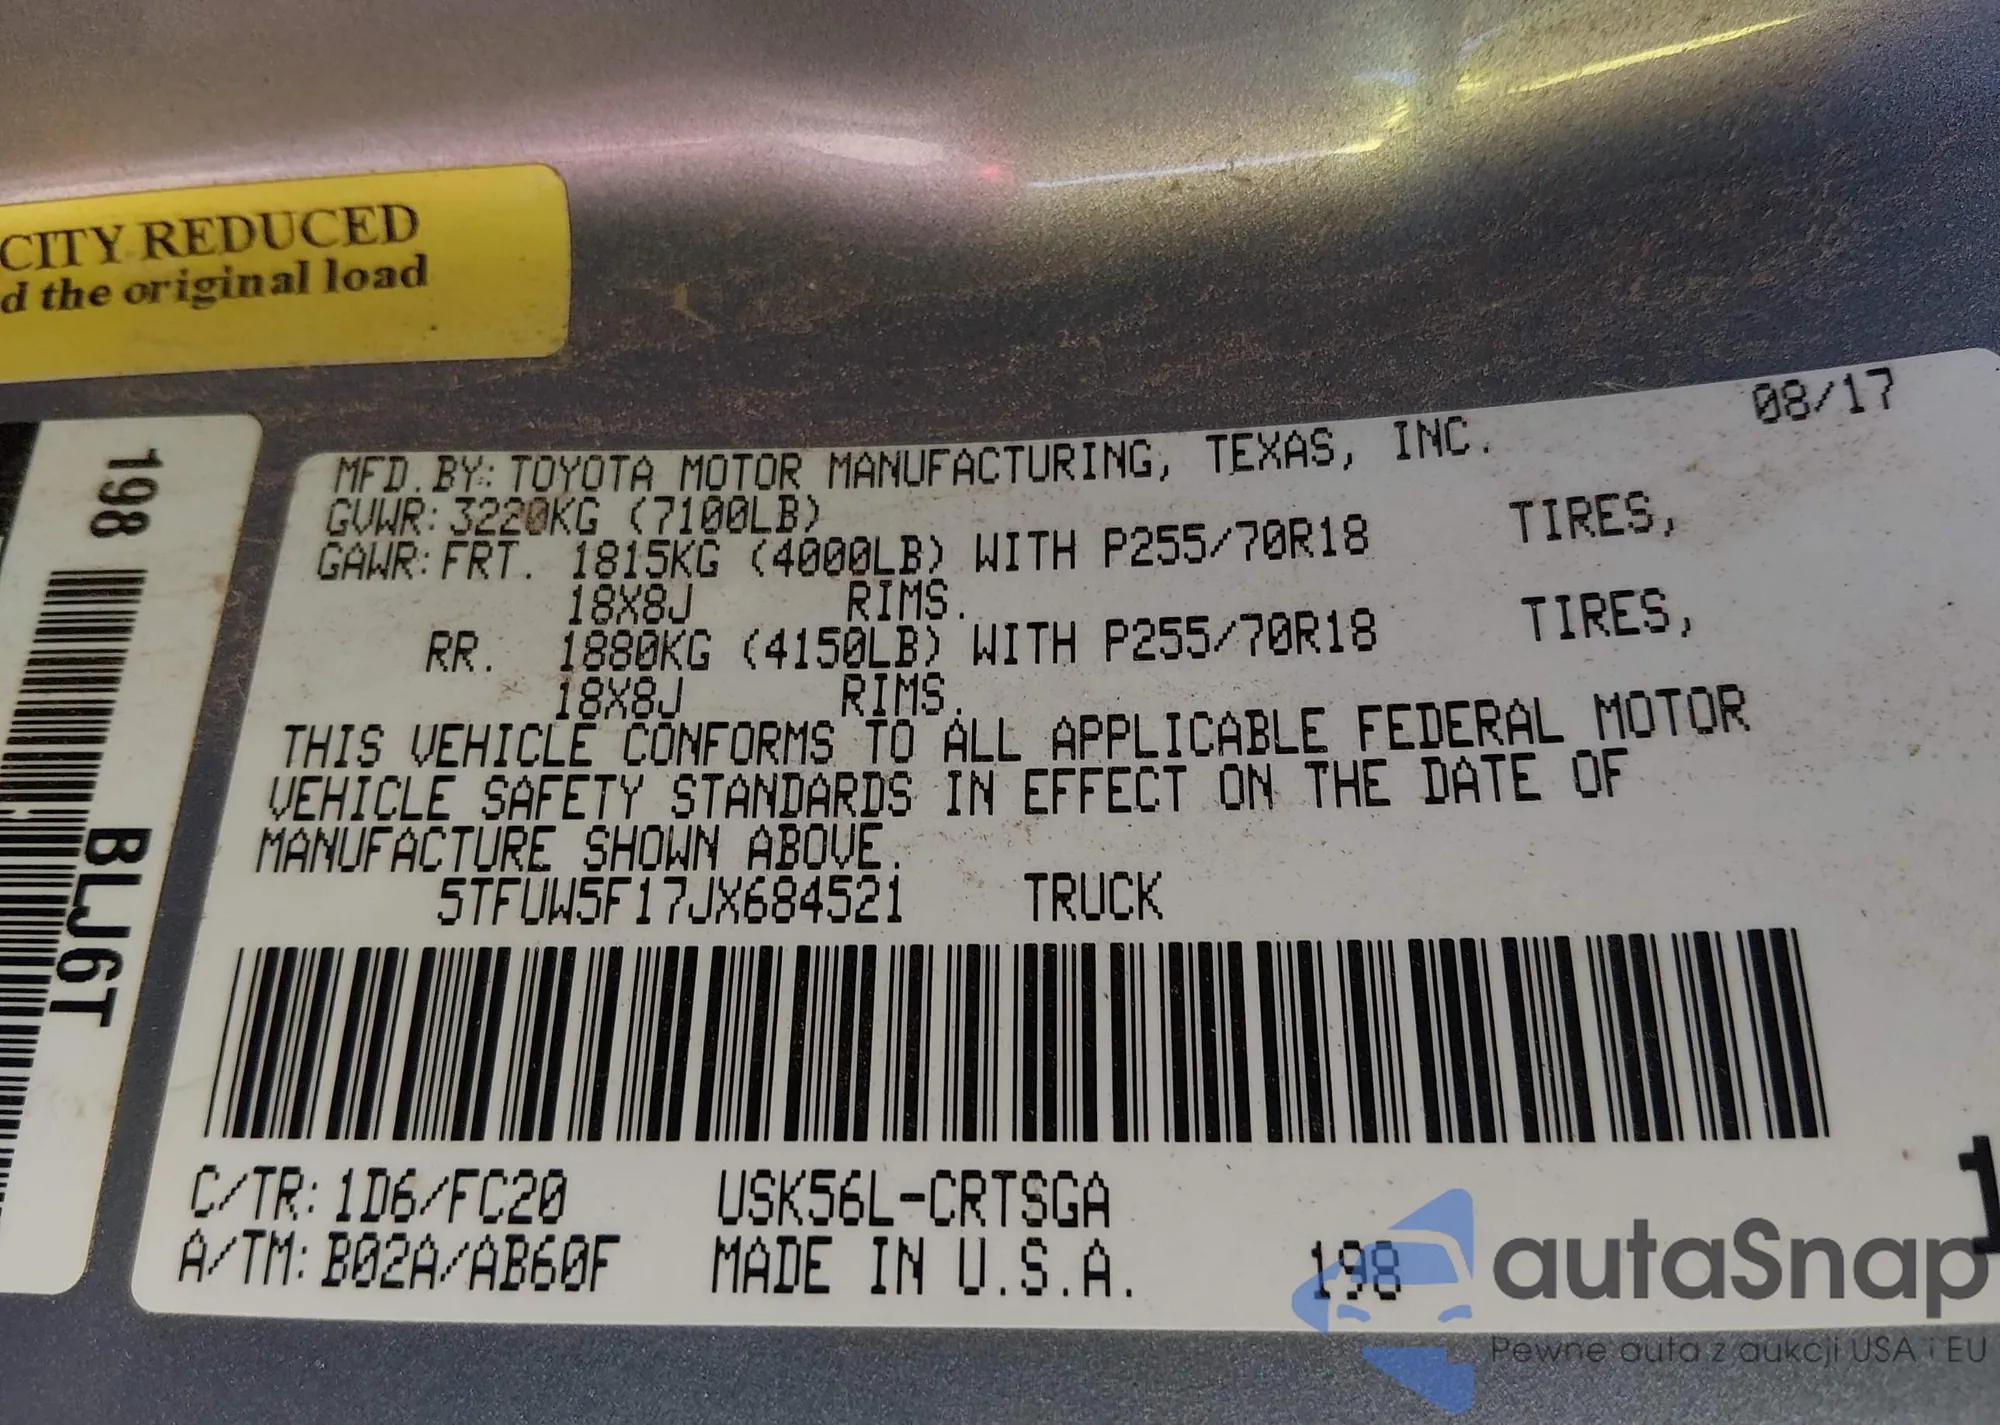 CITY REDUCED
d the original load
198
BLJ6T
08/17
MFD.BY: TOYOTA MOTOR MANUFACTURING, TEXAS, INC.
GVWR: 3220KG (7100LB)
GAWR: FRT. 1815KG (4000LB) WITH P255/70R18 TIRES,
18X8J RIMS.
RR. 1880KG (4150LB) WITH P255/70R18 TIRES,
18X8J RIMS.
THIS VEHICLE CONFORMS TO ALL APPLICABLE FEDERAL MOTOR
VEHICLE SAFETY STANDARDS IN EFFECT ON THE DATE OF
MANUFACTURE SHOWN ABOVE.
5TFUW5F17JX684521 TRUCK
C/TR: 1D6/FC20 USK56L-CRTSGA
A/TM: B02A/AB60F MADE IN U.S.A. 198
1
autaSnap
Pewne auta z aukcji USA i EU